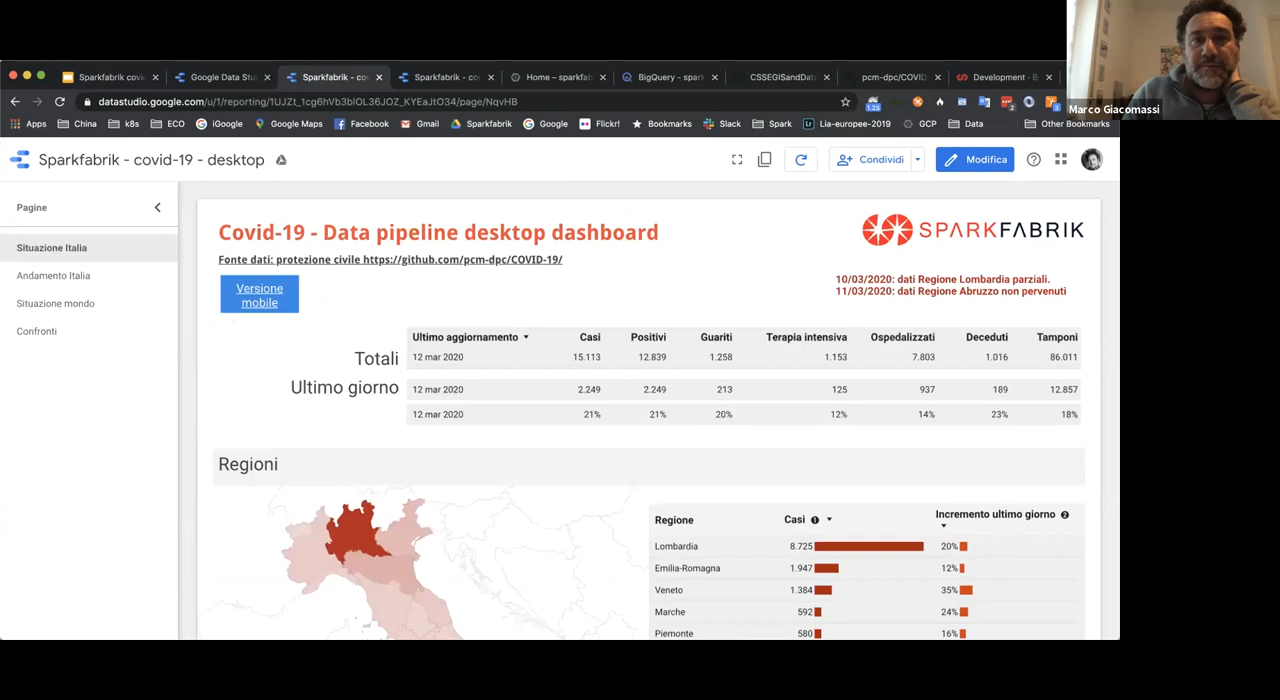 Sparkfabrik covi
Google Data Stu
Sparkfabrik - cov
Sparkfabrik - cov
Home – sparkfab
BigQuery - spark
CSSEGISandData
pcm-dpc/COVID
Development - B
datastudio.google.com/u/1/reporting/1UJZt_1cg6hVb3blOL36JOZ_KYEaJtO34/page/NqvHB
1.23
2
Marco Giacomassi
Apps
China
k8s
ECO
iGoogle
Google Maps
Facebook
Gmail
Sparkfabrik
Google
Flickr!
Bookmarks
Slack
Spark
Lia-europee-2019
GCP
Data
Other Bookmarks
Sparkfabrik - covid-19 - desktop
Condividi
Modifica
Pagine
Situazione Italia
Andamento Italia
Situazione mondo
Confronti
Covid-19 - Data pipeline desktop dashboard
SPARKFABRIK
Fonte dati: protezione civile https://github.com/pcm-dpc/COVID-19/
Versione
mobile
10/03/2020: dati Regione Lombardia parziali.
11/03/2020: dati Regione Abruzzo non pervenuti
Ultimo aggiornamento Casi Positivi Guariti Terapia intensiva Ospedalizzati Deceduti Tamponi
Totali 12 mar 2020 15.113 12.839 1.258 1.153 7.803 1.016 86.011
Ultimo giorno 12 mar 2020 2.249 2.249 213 125 937 189 12.857
12 mar 2020 21% 21% 20% 12% 14% 23% 18%
Regioni
Regione Casi 1 Incremento ultimo giorno 2
Lombardia 8.725 20%
Emilia-Romagna 1.947 12%
Veneto 1.384 35%
Marche 592 24%
Piemonte 580 16%